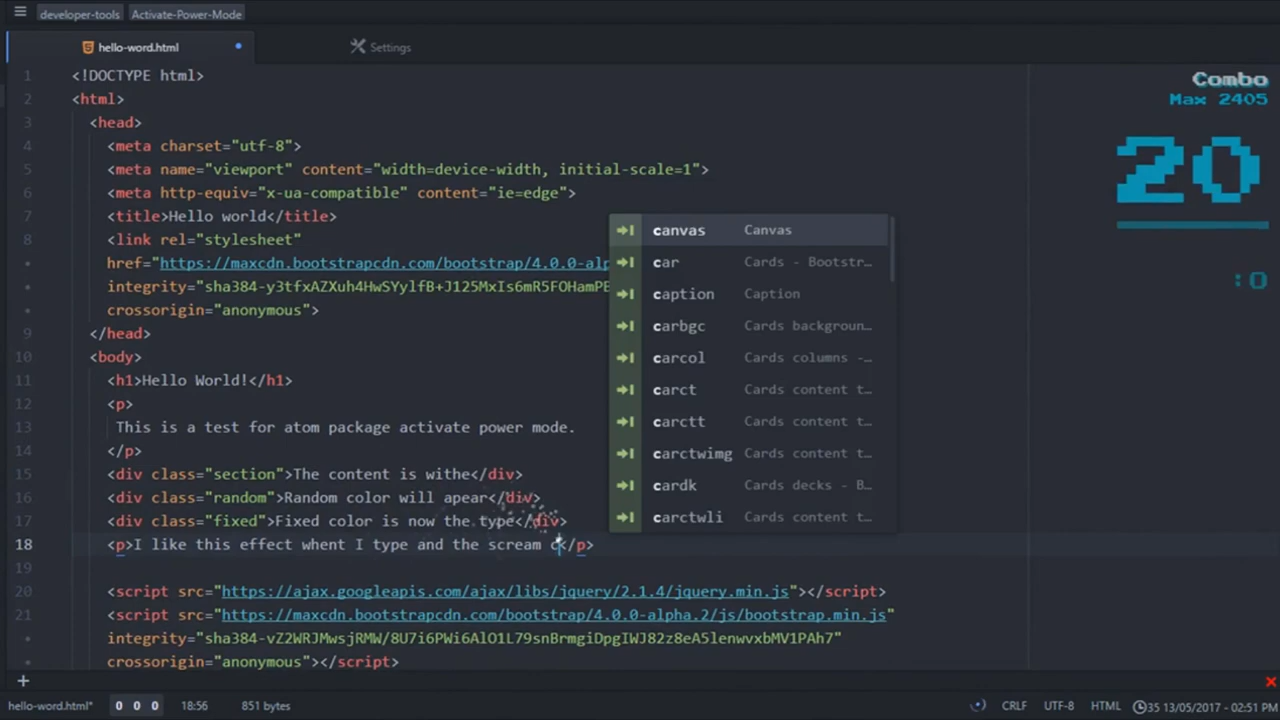 developer-tools Activate-Power-Mode
hello-word.html Settings
Combo
Max 2405
20
:O
1 <!DOCTYPE html>
2 <html>
3 <head>
4 <meta charset="utf-8">
5 <meta name="viewport" content="width=device-width, initial-scale=1">
6 <meta http-equiv="x-ua-compatible" content="ie=edge">
7 <title>Hello world</title>
8 <link rel="stylesheet"
href="https://maxcdn.bootstrapcdn.com/bootstrap/4.0.0-alp
integrity="sha384-y3tfxAZXuh4HwSYylfB+J125MxIs6mR5FOHamPE
crossorigin="anonymous">
9 </head>
10 <body>
11 <h1>Hello World!</h1>
12 <p>
13 This is a test for atom package activate power mode.
14 </p>
15 <div class="section">The content is withe</div>
16 <div class="random">Random color will apear</div>
17 <div class="fixed">Fixed color is now the type</div>
18 <p>I like this effect whent I type and the scream c</p>
19
20 <script src="https://ajax.googleapis.com/ajax/libs/jquery/2.1.4/jquery.min.js"></script>
21 <script src="https://maxcdn.bootstrapcdn.com/bootstrap/4.0.0-alpha.2/js/bootstrap.min.js"
integrity="sha384-vZ2WRJMwsjRMW/8U7i6PWi6AlO1L79snBrmgiDpgIWJ82z8eA5lenwvxbMV1PAh7"
crossorigin="anonymous"></script>
canvas Canvas
car Cards - Bootstr…
caption Caption
carbgc Cards backgroun…
carcol Cards columns -…
carct Cards content t…
carctt Cards content t…
carctwimg Cards content t…
cardk Cards decks - B…
carctwli Cards content t…
hello-word.html* 0 0 0 18:56 851 bytes CRLF UTF-8 HTML 35 13/05/2017 - 02:51 PM